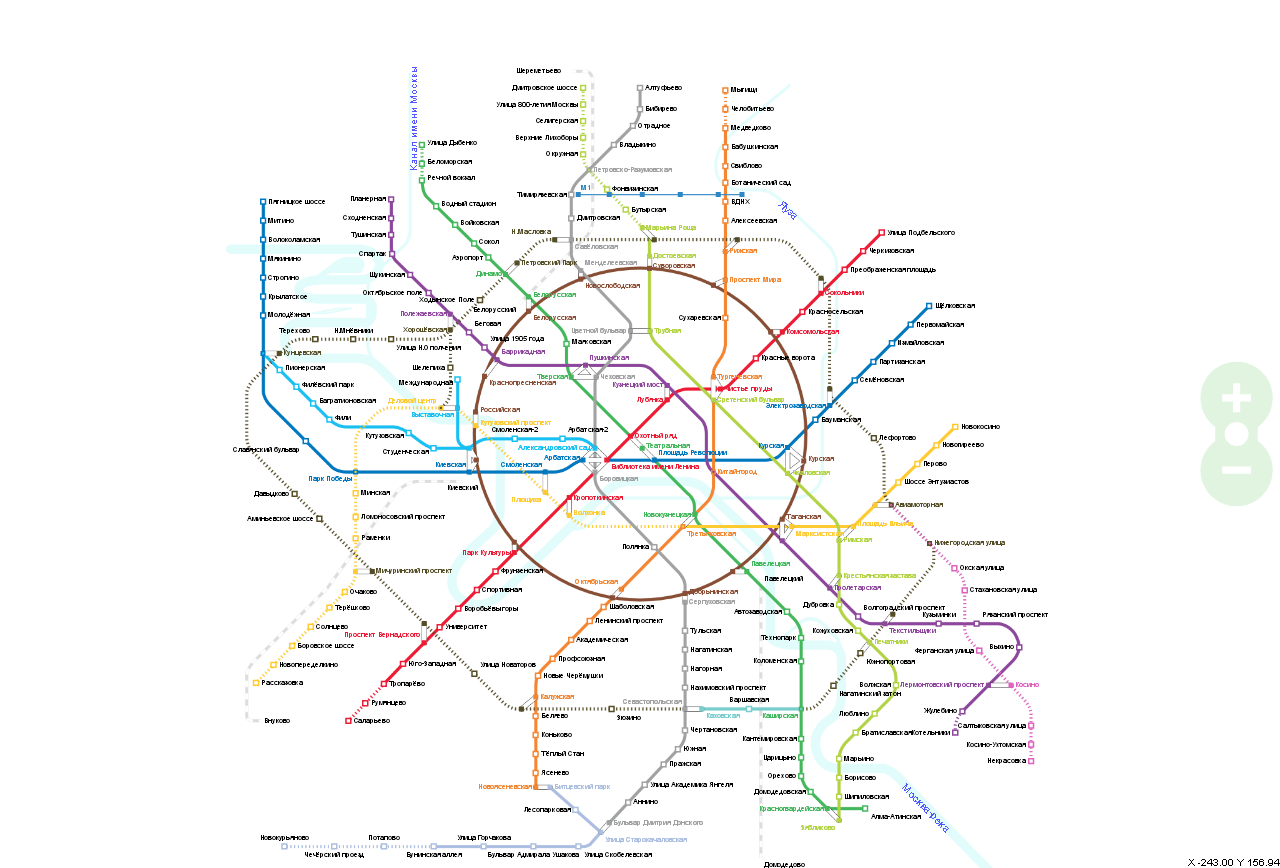 Шереметьево
Дмитровское шоссе
Улица 800-летия Москвы
Селигерская
Верхние Лихоборы
Окружная
Петровско-Разумовская
Алтуфьево
Бибирево
Отрадное
Владыкино
Мытищи
Челобитьево
Медведково
Бабушкинская
Свиблово
Ботанический сад
ВДНХ
Алексеевская
Рижская
Проспект Мира
Канал имени Москвы
Улица Дыбенко
Беломорская
Речной вокзал
Водный стадион
Войковская
Сокол
Аэропорт
Динамо
Белорусская
Тимирязевская
М1
Фонвизинская
Бутырская
Марьина Роща
Дмитровская
Савёловская
Менделеевская
Новослободская
Достоевская
Суворовская
Яуза
Пятницкое шоссе
Митино
Волоколамская
Мякинино
Строгино
Крылатское
Молодёжная
Планерная
Сходненская
Тушинская
Спартак
Щукинская
Октябрьское поле
Полежаевская
Беговая
Улица 1905 года
Баррикадная
Н.Масловка
Петровский Парк
Ходынское Поле
Белорусский
Белорусская
Хорошёвская
Терехово
Н.Мнёвники
Улица Н.Ополчения
Кунцевская
Шелепиха
Международная
Деловой центр
Выставочная
Пионерская
Филёвский парк
Багратионовская
Фили
Кутузовская
Студенческая
Краснопресненская
Российская
Кутузовский проспект
Смоленская-2
Арбатская-2
Александровский сад
Арбатская
Смоленская
Киевская
Киевский
Плющиха
Волхонка
Кропоткинская
Славянский бульвар
Парк Победы
Минская
Ломоносовский проспект
Раменки
Мичуринский проспект
Очаково
Терёшково
Солнцево
Боровское шоссе
Новопеределкино
Рассказовка
Внуково
Давыдково
Аминьевское шоссе
Улица Подбельского
Черкизовская
Преображенская площадь
Сокольники
Красносельская
Комсомольская
Красные ворота
Чистые пруды
Тургеневская
Сретенский бульвар
Сухаревская
Цветной бульвар
Трубная
Маяковская
Тверская
Пушкинская
Чеховская
Кузнецкий мост
Лубянка
Охотный ряд
Театральная
Площадь Революции
Библиотека имени Ленина
Боровицкая
Китай-город
Щёлковская
Первомайская
Измайловская
Партизанская
Семёновская
Электрозаводская
Бауманская
Курская
Курская
Чкаловская
Лефортово
Новокосино
Новогиреево
Перово
Шоссе Энтузиастов
Авиамоторная
Площадь Ильича
Римская
Таганская
Марксистская
Новокузнецкая
Третьяковская
Полянка
Парк Культуры
Фрунзенская
Спортивная
Воробьёвы горы
Университет
Проспект Вернадского
Юго-Западная
Тропарёво
Румянцево
Саларьево
Октябрьская
Шаболовская
Ленинский проспект
Академическая
Профсоюзная
Новые Черёмушки
Калужская
Беляево
Коньково
Тёплый Стан
Ясенево
Новоясеневская
Битцевский парк
Лесопарковая
Улица Старокачаловская
Улица Скобелевская
Бульвар Адмирала Ушакова
Улица Горчакова
Бунинская аллея
Потапово
Чечёрский проезд
Новокурьяново
Улица Новаторов
Зюзино
Севастопольская
Каховская
Варшавская
Каширская
Добрынинская
Серпуховская
Тульская
Нагатинская
Нагорная
Нахимовский проспект
Чертановская
Южная
Пражская
Улица Академика Янгеля
Аннино
Бульвар Дмитрия Донского
Павелецкая
Павелецкий
Автозаводская
Технопарк
Коломенская
Кантемировская
Царицыно
Орехово
Домодедовская
Красногвардейская
Алма-Атинская
Зябликово
Домодедово
Крестьянская застава
Пролетарская
Дубровка
Волгоградский проспект
Кожуховская
Текстильщики
Кузьминки
Рязанский проспект
Выхино
Печатники
Южнопортовая
Волжская
Нагатинский затон
Люблино
Братиславская
Марьино
Борисово
Шипиловская
Лермонтовский проспект
Жулебино
Котельники
Нижегородская улица
Окская улица
Стахановская улица
Ферганская улица
Косино
Салтыковская улица
Косино-Ухтомская
Некрасовка
Москва-река
X -243.00 Y 156.94